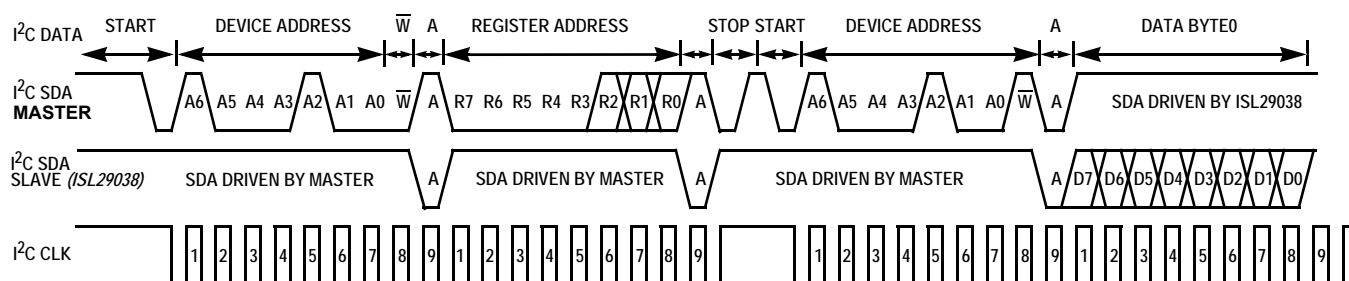 I²C DATA START DEVICE ADDRESS W̅ A REGISTER ADDRESS STOP START DEVICE ADDRESS A DATA BYTE0
I²C SDA
MASTER A6 A5 A4 A3 A2 A1 A0 W̅ A R7 R6 R5 R4 R3 R2 R1 R0 A A6 A5 A4 A3 A2 A1 A0 W̅ A SDA DRIVEN BY ISL29038
I²C SDA
SLAVE (ISL29038) SDA DRIVEN BY MASTER A SDA DRIVEN BY MASTER A SDA DRIVEN BY MASTER A D7 D6 D5 D4 D3 D2 D1 D0
I²C CLK 1 2 3 4 5 6 7 8 9 1 2 3 4 5 6 7 8 9 1 2 3 4 5 6 7 8 9 1 2 3 4 5 6 7 8 9